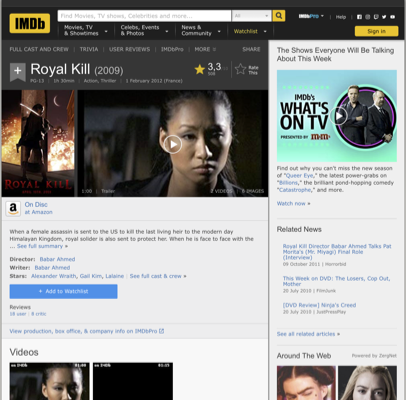 IMDb
Find Movies, TV shows, Celebrities and more...
All
IMDbPro
Help
Movies, TV & Showtimes
Celebs, Events & Photos
News & Community
Watchlist
Sign in
FULL CAST AND CREW | TRIVIA | USER REVIEWS | IMDbPro | MORE
SHARE
Royal Kill (2009)
3,3
Rate This
PG-13 | 1h 30min | Action, Thriller | 1 February 2012 (France)
ROYAL KILL
1:00 | Trailer
2 VIDEOS | 6 IMAGES
a
On Disc
at Amazon
When a female assassin is sent to the US to kill the last living heir to the modern day
Himalayan Kingdom, royal solider is also sent to protect her. When he is face to face with the
... See full summary »
Director: Babar Ahmed
Writer: Babar Ahmed
Stars: Alexander Wraith, Gail Kim, Lalaine | See full cast & crew »
+ Add to Watchlist
Reviews
18 user | 8 critic
View production, box office, & company info on IMDbPro
Videos
The Shows Everyone Will Be Talking
About This Week
IMDb's
WHAT'S
ON TV
PRESENTED BY
Find out why you can't miss the new season
of "Queer Eye," the latest power-grabs on
"Billions," the brilliant pond-hopping comedy
"Catastrophe," and more.
Watch now »
Related News
Royal Kill Director Babar Ahmed Talks Pat
Morita's (Mr. Miyagi) Final Role
(Interview)
09 October 2011 | HorrorBid
This Week on DVD: The Losers, Cop Out,
Mother
20 July 2010 | FilmJunk
[DVD Review] Ninja's Creed
20 July 2010 | JustPressPlay
See all related articles »
Around The Web
Powered by ZergNet